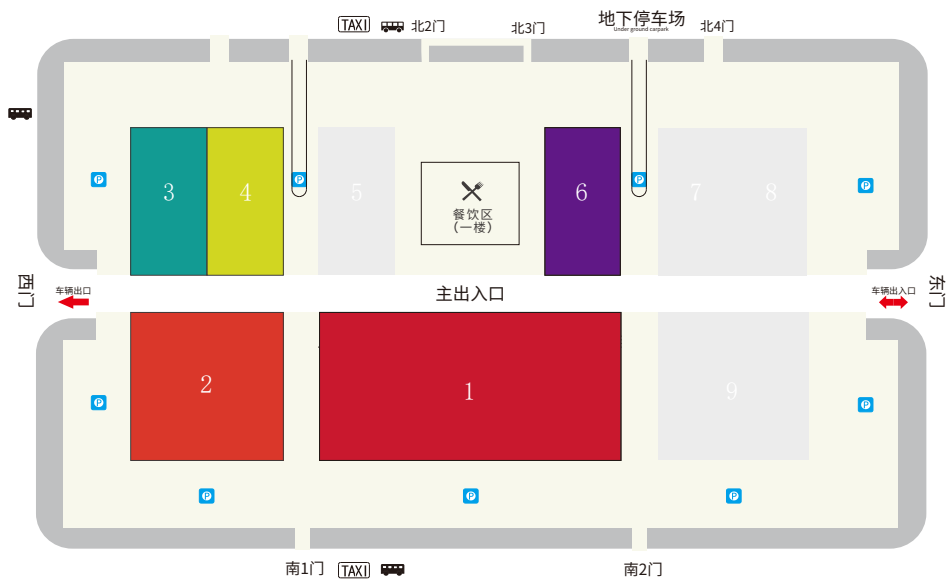 TAXI
北2门
北3门
地下停车场
Under ground carpark
北4门
P
P
P
P
3
4
5
6
7
8
餐饮区
（一楼）
西门
车辆出口
主出入口
车辆出入口
东门
2
1
9
P
P
P
P
P
南1门
TAXI
南2门